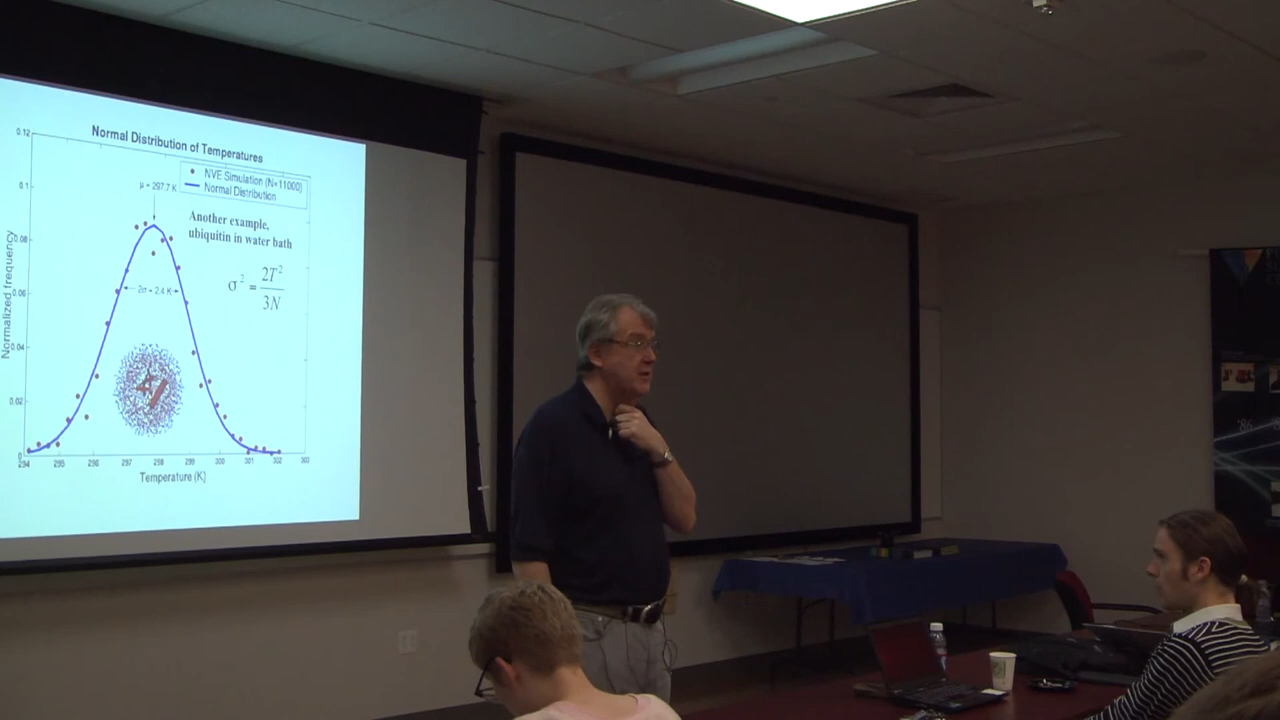 Normal Distribution of Temperatures
0.12
NVE Simulation (N=11000)
Normal Distribution
0.1
μ = 297.7 K
Another example,
ubiquitin in water bath
0.08
σ² = 2T² / 3N
2σ = 2.4 K
0.06
0.04
0.02
0
Normalized frequency
294 295 296 297 298 299 300 301 302 303
Temperature (K)
'86